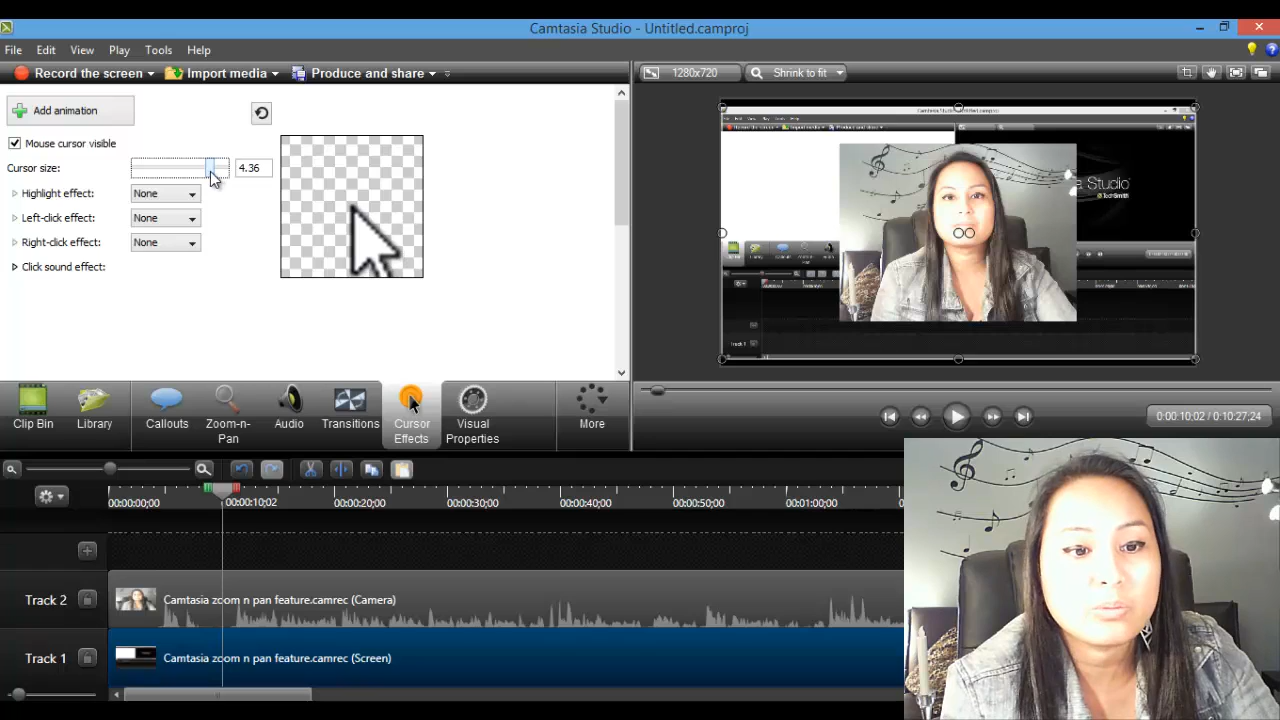 Camtasia Studio - Untitled.camproj
File Edit View Play Tools Help
Record the screen Import media Produce and share
1280x720 Shrink to fit
Add animation
Mouse cursor visible
Cursor size: 4.36
Highlight effect: None
Left-click effect: None
Right-click effect: None
Click sound effect:
Clip Bin Library Callouts Zoom-n-Pan Audio Transitions Cursor Effects Visual Properties More
0:00:10;02 / 0:10:27;24
00:00:00;00 00:00:10;02 00:00:20;00 00:00:30;00 00:00:40;00 00:00:50;00 00:01:00;00
Track 2 Camtasia zoom n pan feature.camrec (Camera)
Track 1 Camtasia zoom n pan feature.camrec (Screen)